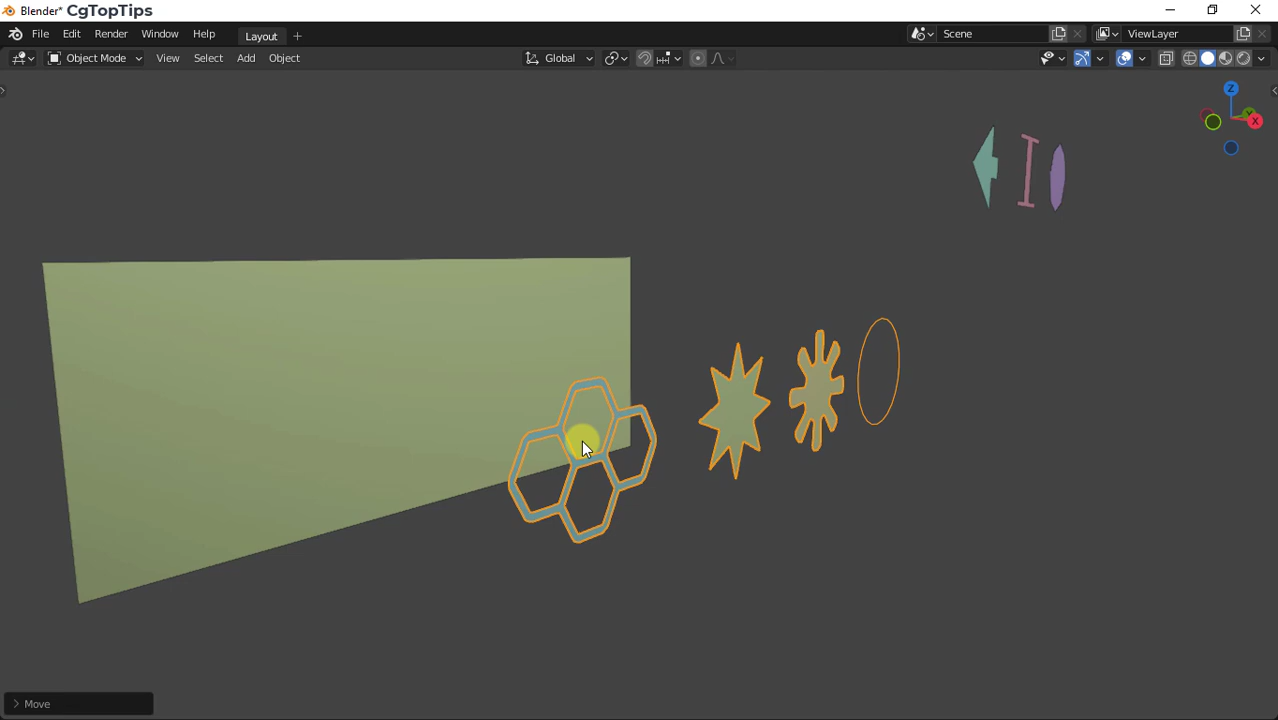 Blender* CgTopTips
File Edit Render Window Help Layout + Scene ViewLayer
Object Mode View Select Add Object Global
Z
Y
X
> Move